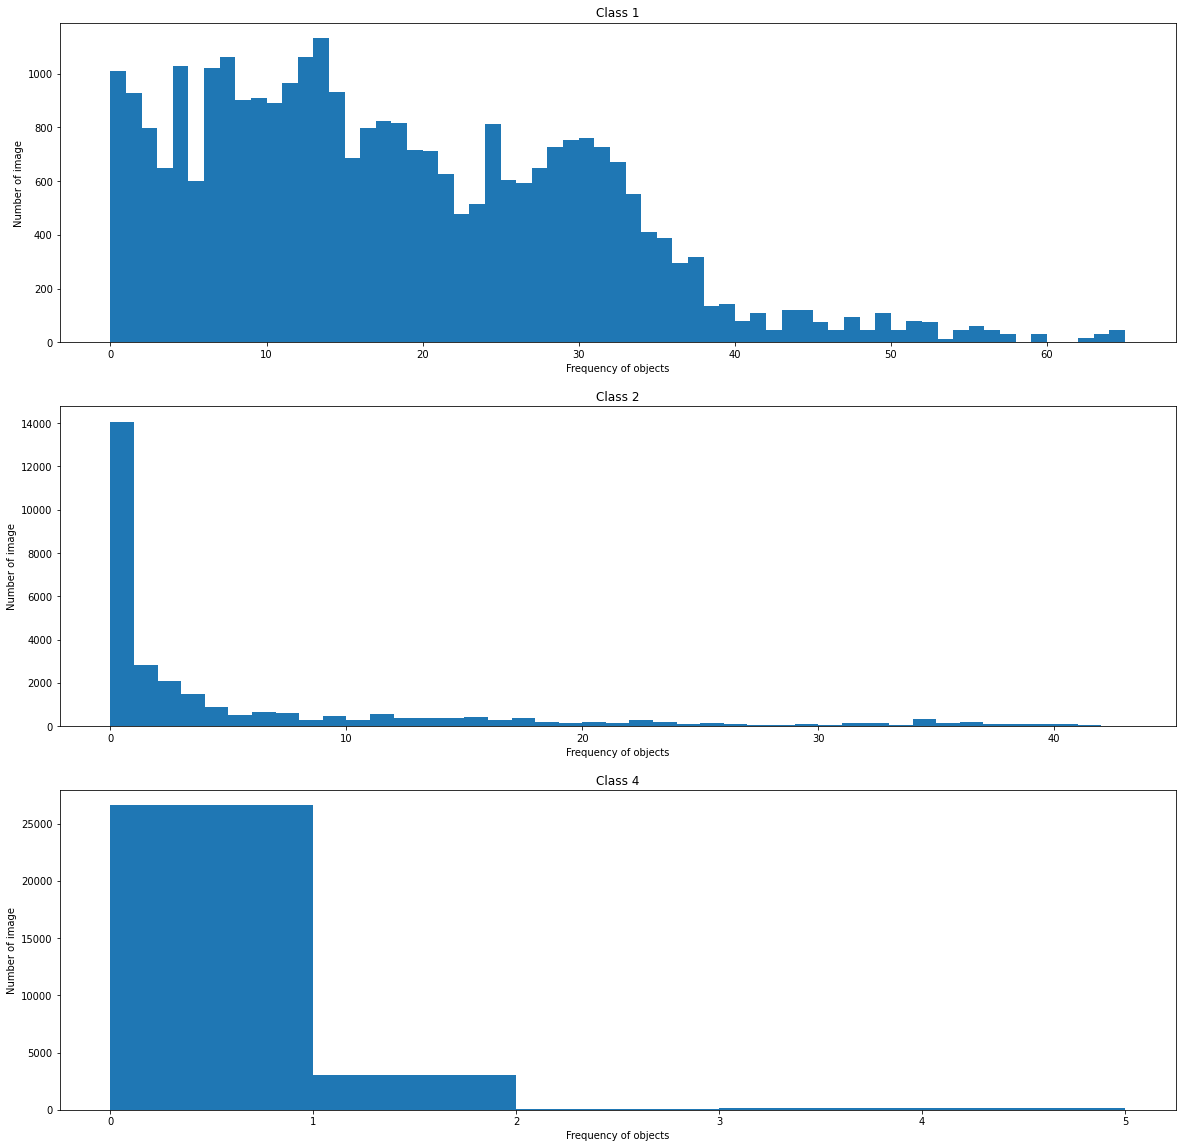 Class 1
1000
800
600
400
200
0
Number of image
0 10 20 30 40 50 60
Frequency of objects
Class 2
14000
12000
10000
8000
6000
4000
2000
0
Number of image
0 10 20 30 40
Frequency of objects
Class 4
25000
20000
15000
10000
5000
0
Number of image
0 1 2 3 4 5
Frequency of objects